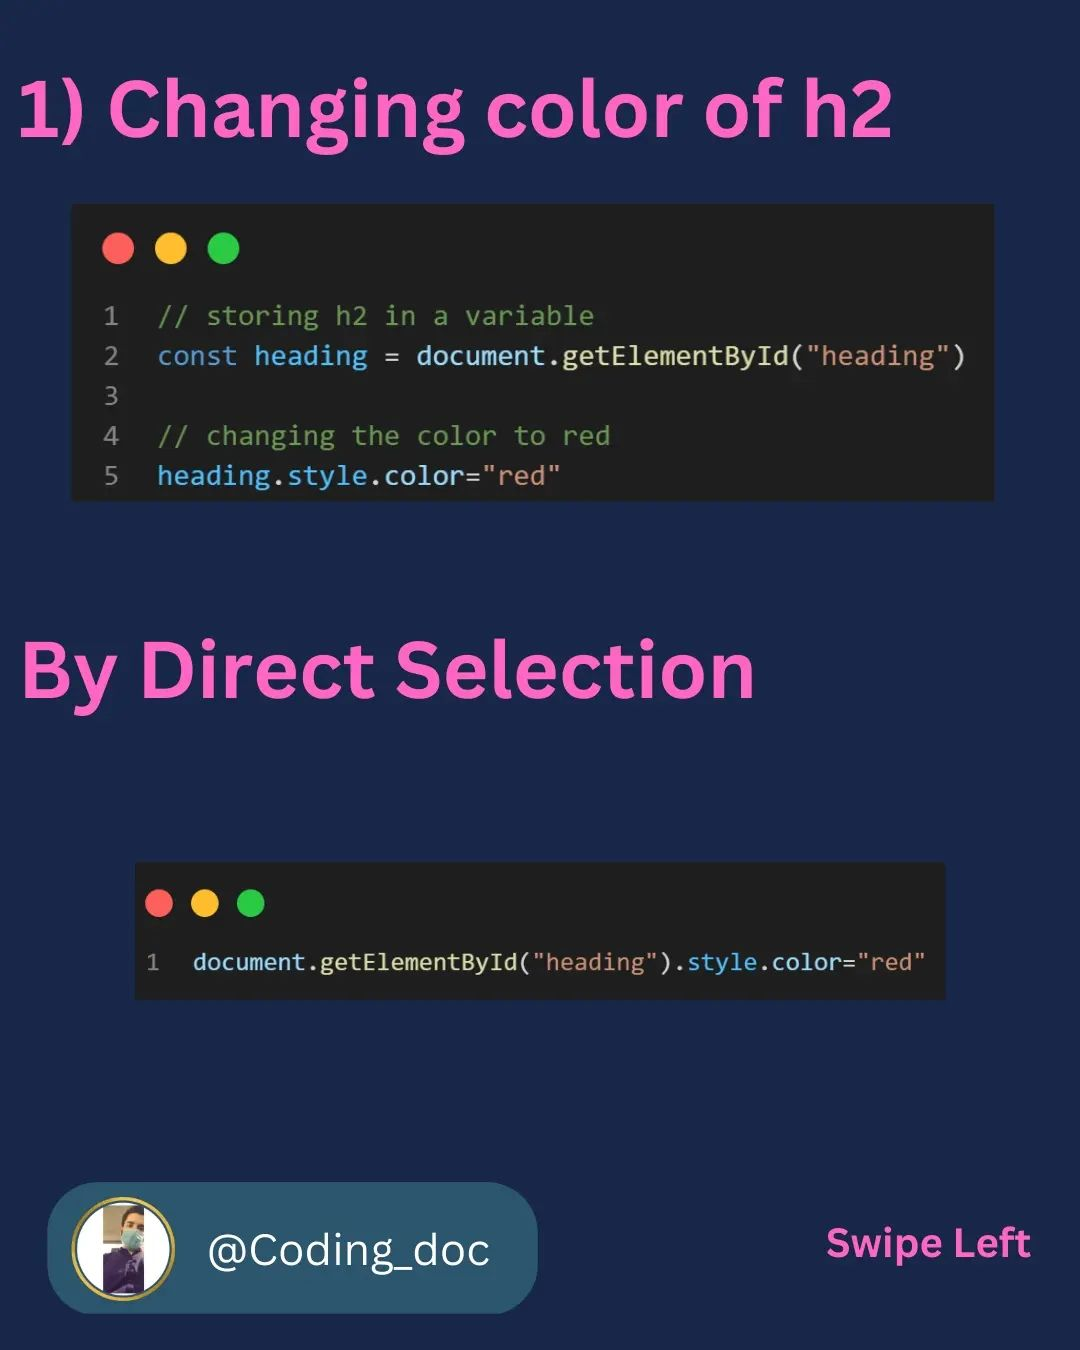 1) Changing color of h2
1 // storing h2 in a variable
2 const heading = document.getElementById("heading")
3
4 // changing the color to red
5 heading.style.color="red"
By Direct Selection
1 document.getElementById("heading").style.color="red"
@Coding_doc
Swipe Left